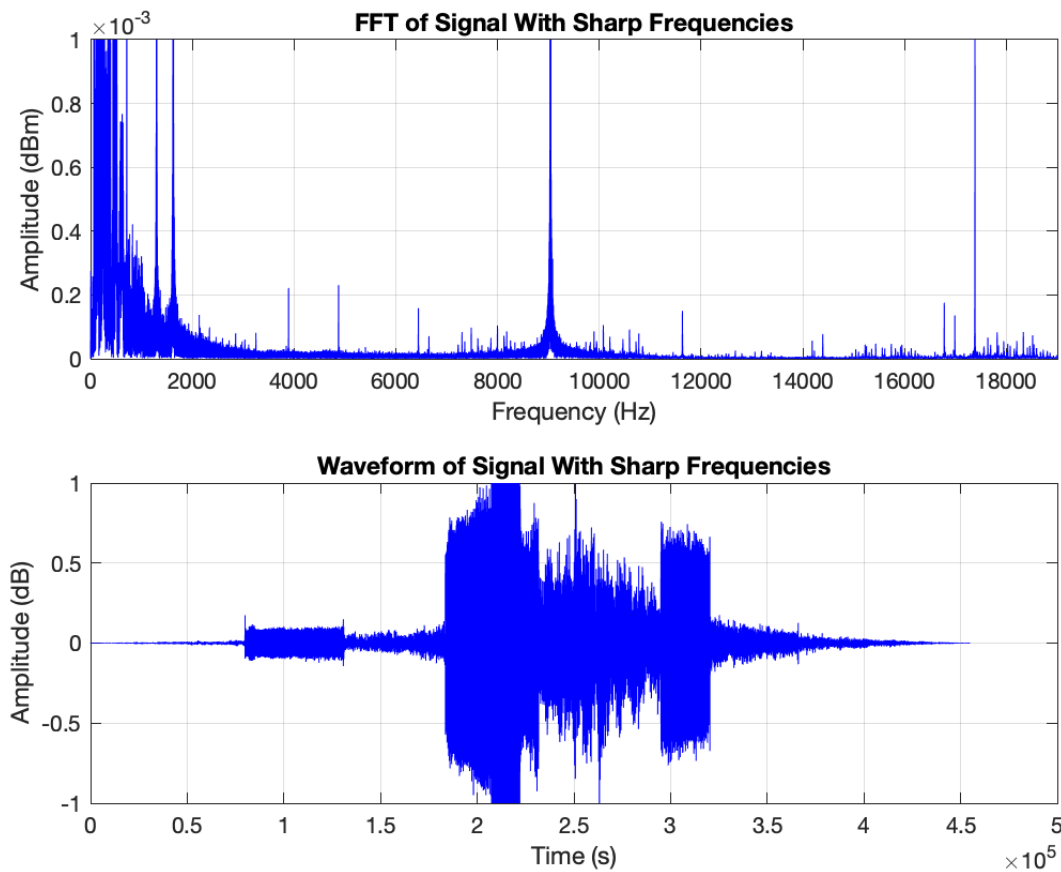 FFT of Signal With Sharp Frequencies
×10⁻³
1
0.8
0.6
0.4
0.2
0
Amplitude (dBm)
0 2000 4000 6000 8000 10000 12000 14000 16000 18000
Frequency (Hz)
Waveform of Signal With Sharp Frequencies
1
0.5
0
-0.5
-1
Amplitude (dB)
0 0.5 1 1.5 2 2.5 3 3.5 4 4.5 5
Time (s)
×10⁵